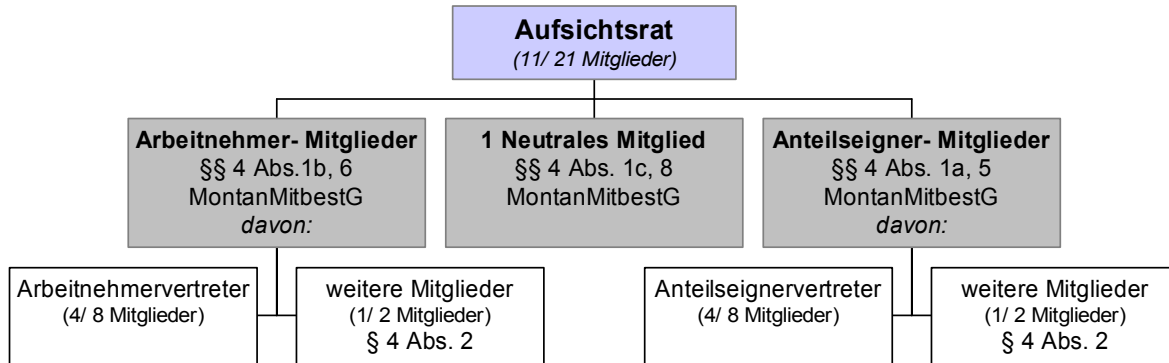 Aufsichtsrat
(11/ 21 Mitglieder)
Arbeitnehmer- Mitglieder
§§ 4 Abs.1b, 6
MontanMitbestG
davon:
1 Neutrales Mitglied
§§ 4 Abs. 1c, 8
MontanMitbestG
Anteilseigner- Mitglieder
§§ 4 Abs. 1a, 5
MontanMitbestG
davon:
Arbeitnehmervertreter
(4/ 8 Mitglieder)
weitere Mitglieder
(1/ 2 Mitglieder)
§ 4 Abs. 2
Anteilseignervertreter
(4/ 8 Mitglieder)
weitere Mitglieder
(1/ 2 Mitglieder)
§ 4 Abs. 2